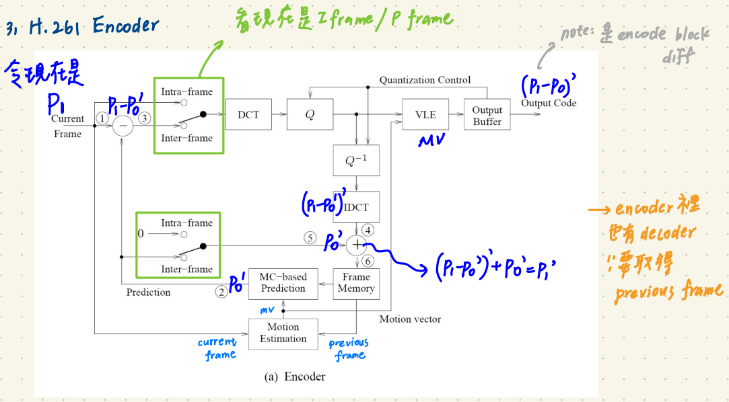 3, H.261 Encoder
看現在是 I frame / P frame
note: 是 encode block
diff
令現在是
P₁
Quantization Control
(P₁-P₀)'
Intra-frame
P₁-P₀'
Current
Frame
①
−
③
DCT
Q
VLE
Output
Buffer
Output Code
Inter-frame
MV
Q⁻¹
(P₁-P₀')'
IDCT
→ encoder 裡
也有 decoder
∵要取得
previous frame
Intra-frame
0
④
⑤
P₀'
+
Inter-frame
⑥
(P₁-P₀')'+P₀'=P₁'
Prediction
②
P₀'
MC-based
Prediction
Frame
Memory
mv
Motion vector
current
frame
Motion
Estimation
previous
frame
(a) Encoder